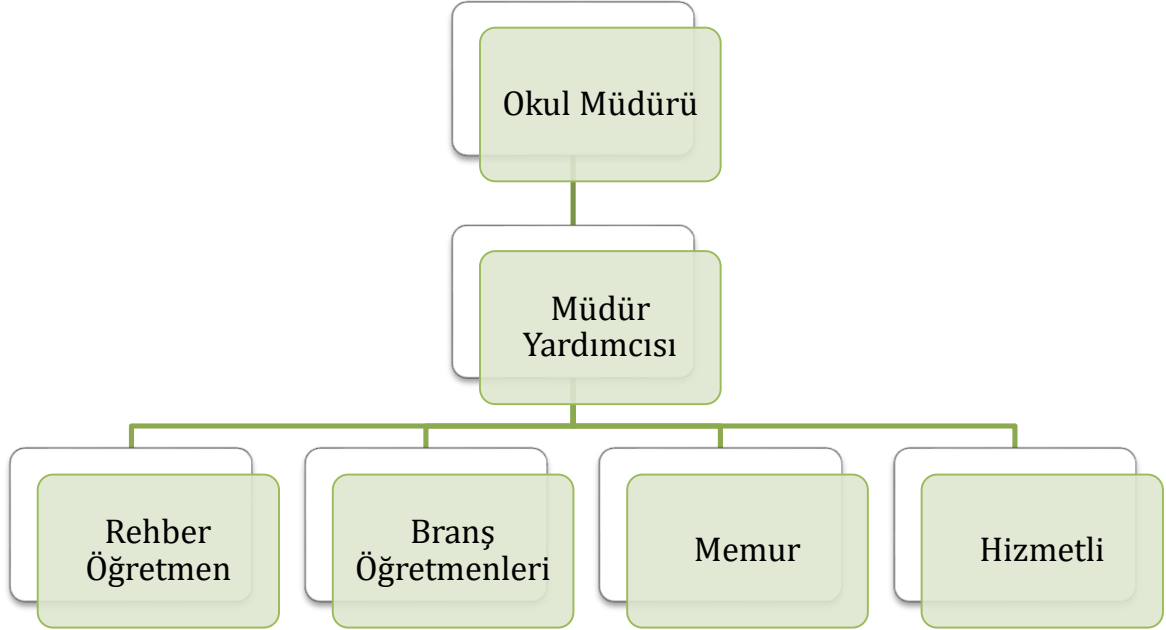 Okul Müdürü
Müdür
Yardımcısı
Rehber
Öğretmen
Branş
Öğretmenleri
Memur
Hizmetli